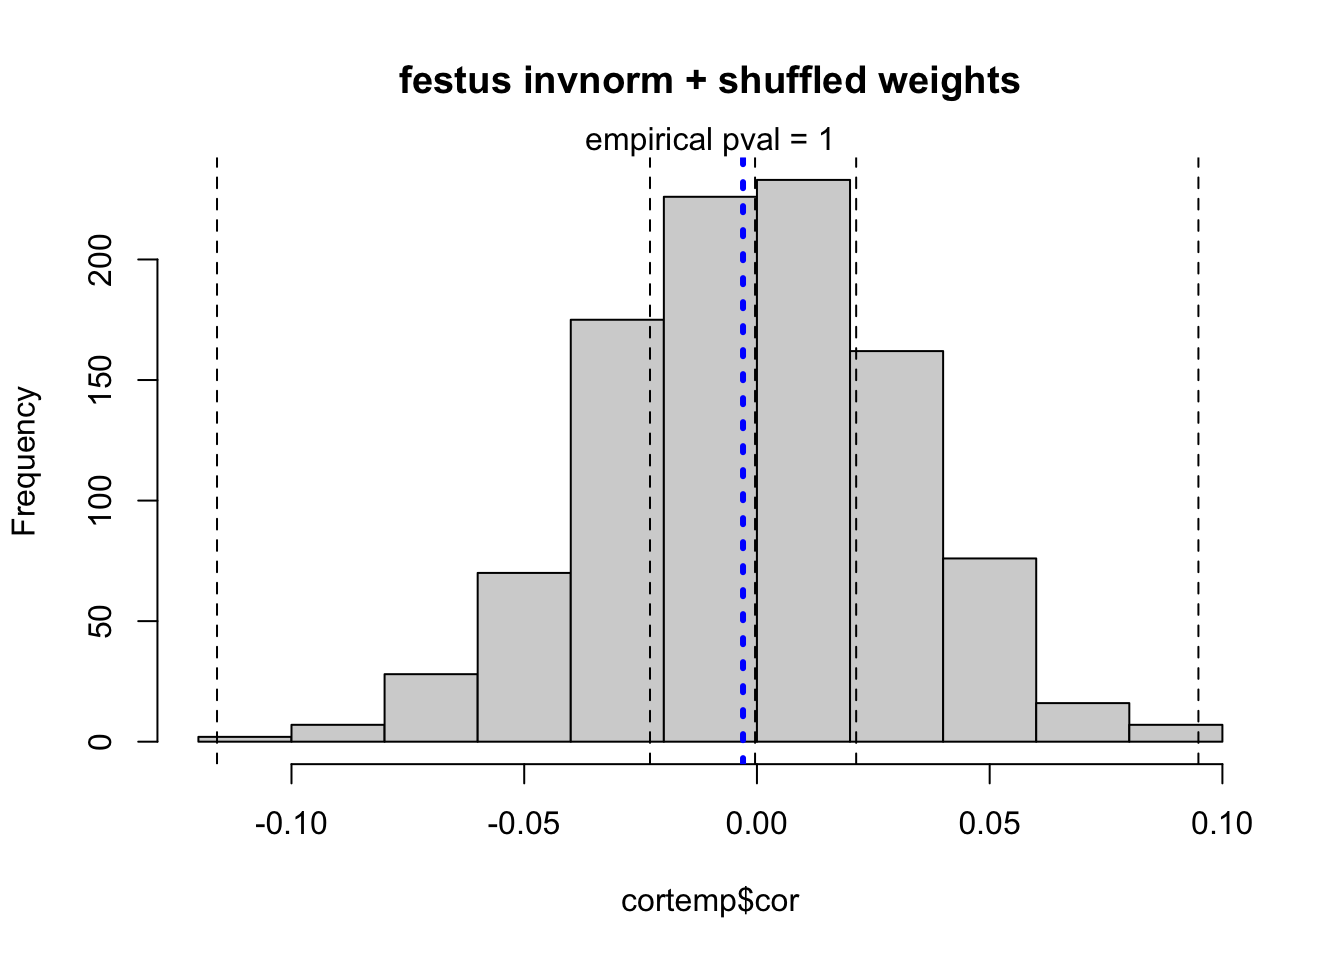 festus invnorm + shuffled weights
empirical pval = 1
Frequency
200
150
100
50
0
-0.10 -0.05 0.00 0.05 0.10
cortemp$cor